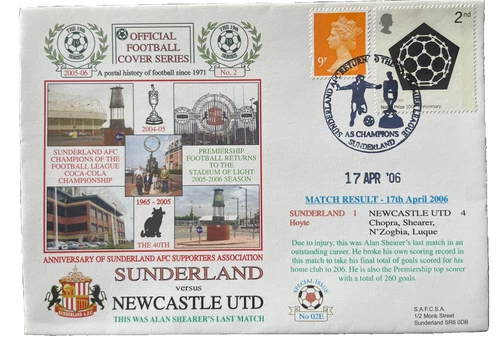 OFFICIAL
FOOTBALL
COVER SERIES
2005-06
"A postal history of football since 1971"
No. 2
2004-05
SUNDERLAND AFC
CHAMPIONS OF THE
FOOTBALL LEAGUE
COCA-COLA
CHAMPIONSHIP
PREMIERSHIP
FOOTBALL RETURNS
TO THE
STADIUM OF LIGHT
2005-2006 SEASON
1965 - 2005
THE 40TH
ANNIVERSARY OF SUNDERLAND AFC SUPPORTERS ASSOCIATION
SUNDERLAND
versus
NEWCASTLE UTD
THIS WAS ALAN SHEARER'S LAST MATCH
9P
2nd
SUNDERLAND AFC RETURN
AS CHAMPIONS
SUNDERLAND
17 APR '06
MATCH RESULT - 17th April 2006
SUNDERLAND 1 NEWCASTLE UTD 4
Hoyte Chopra, Shearer,
N'Zogbia, Luque
Due to injury, this was Alan Shearer's last match in an
outstanding career. He broke his own scoring record in
this match to take his final total of goals scored for his
home club to 206. He is also the Premiership top scorer
with a total of 260 goals.
SPECIAL ISSUE
No 02E
S.A.F.C.S.A.
1/2 Monk Street
Sunderland SR6 0DB